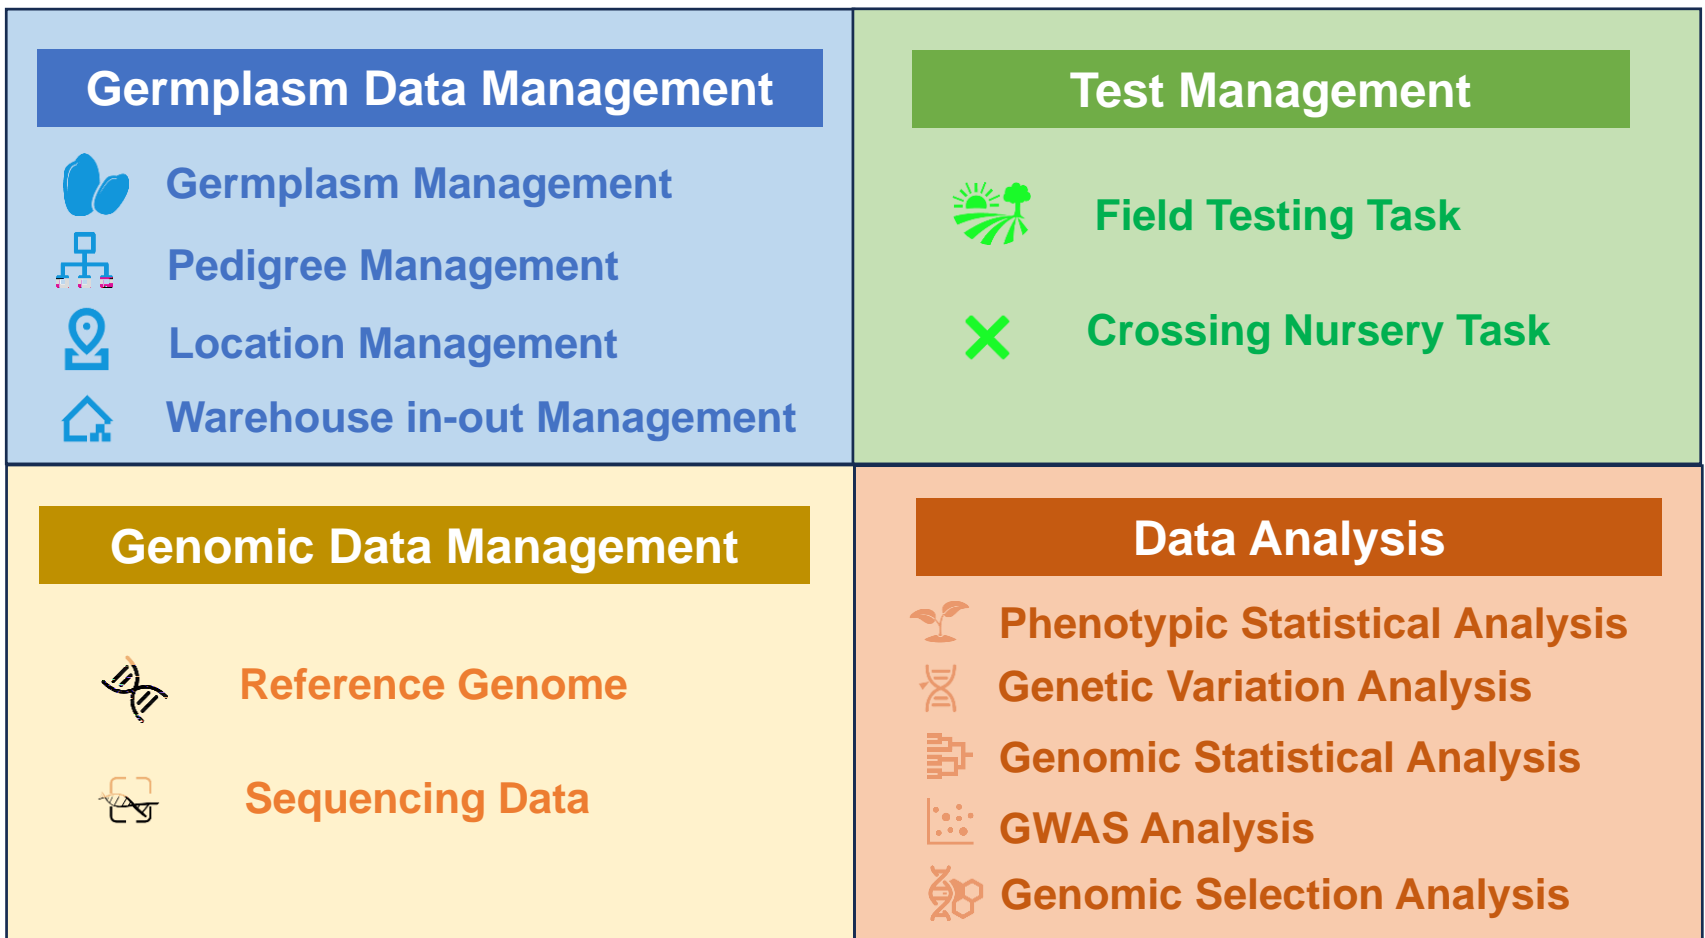 Germplasm Data Management
Germplasm Management
Pedigree Management
Location Management
Warehouse in-out Management
Test Management
Field Testing Task
Crossing Nursery Task
Genomic Data Management
Reference Genome
Sequencing Data
Data Analysis
Phenotypic Statistical Analysis
Genetic Variation Analysis
Genomic Statistical Analysis
GWAS Analysis
Genomic Selection Analysis